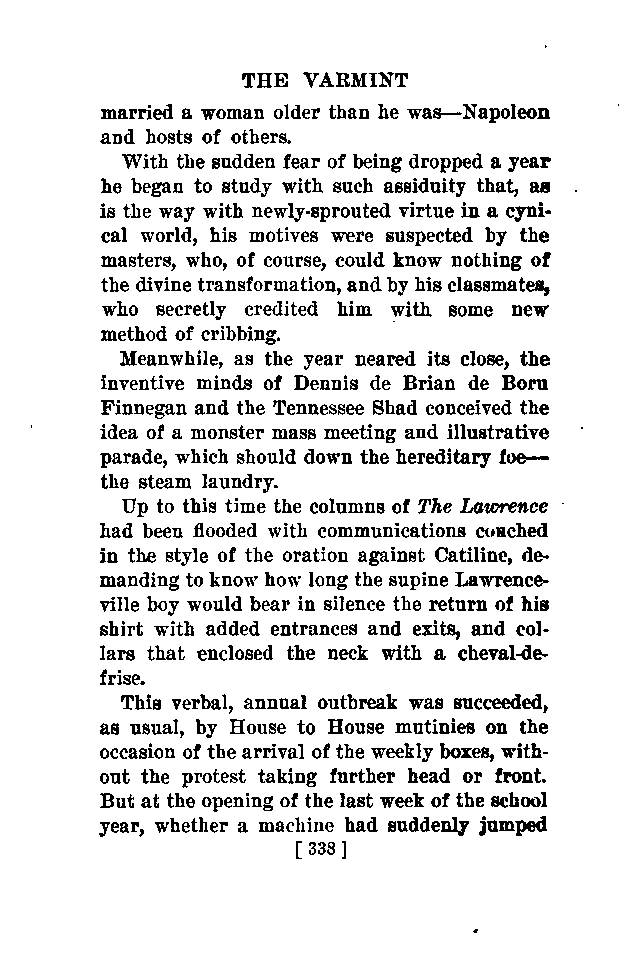 THE VARMINT
married a woman older than he was—Napoleon
and hosts of others.
With the sudden fear of being dropped a year
he began to study with such assiduity that, as
is the way with newly-sprouted virtue in a cyni-
cal world, his motives were suspected by the
masters, who, of course, could know nothing of
the divine transformation, and by his classmates,
who secretly credited him with some new
method of cribbing.
Meanwhile, as the year neared its close, the
inventive minds of Dennis de Brian de Boru
Finnegan and the Tennessee Shad conceived the
idea of a monster mass meeting and illustrative
parade, which should down the hereditary foe—
the steam laundry.
Up to this time the columns of The Lawrence
had been flooded with communications couched
in the style of the oration against Catiline, de-
manding to know how long the supine Lawrence-
ville boy would bear in silence the return of his
shirt with added entrances and exits, and col-
lars that enclosed the neck with a cheval-de-
frise.
This verbal, annual outbreak was succeeded,
as usual, by House to House mutinies on the
occasion of the arrival of the weekly boxes, with-
out the protest taking further head or front.
But at the opening of the last week of the school
year, whether a machine had suddenly jumped
[ 338 ]